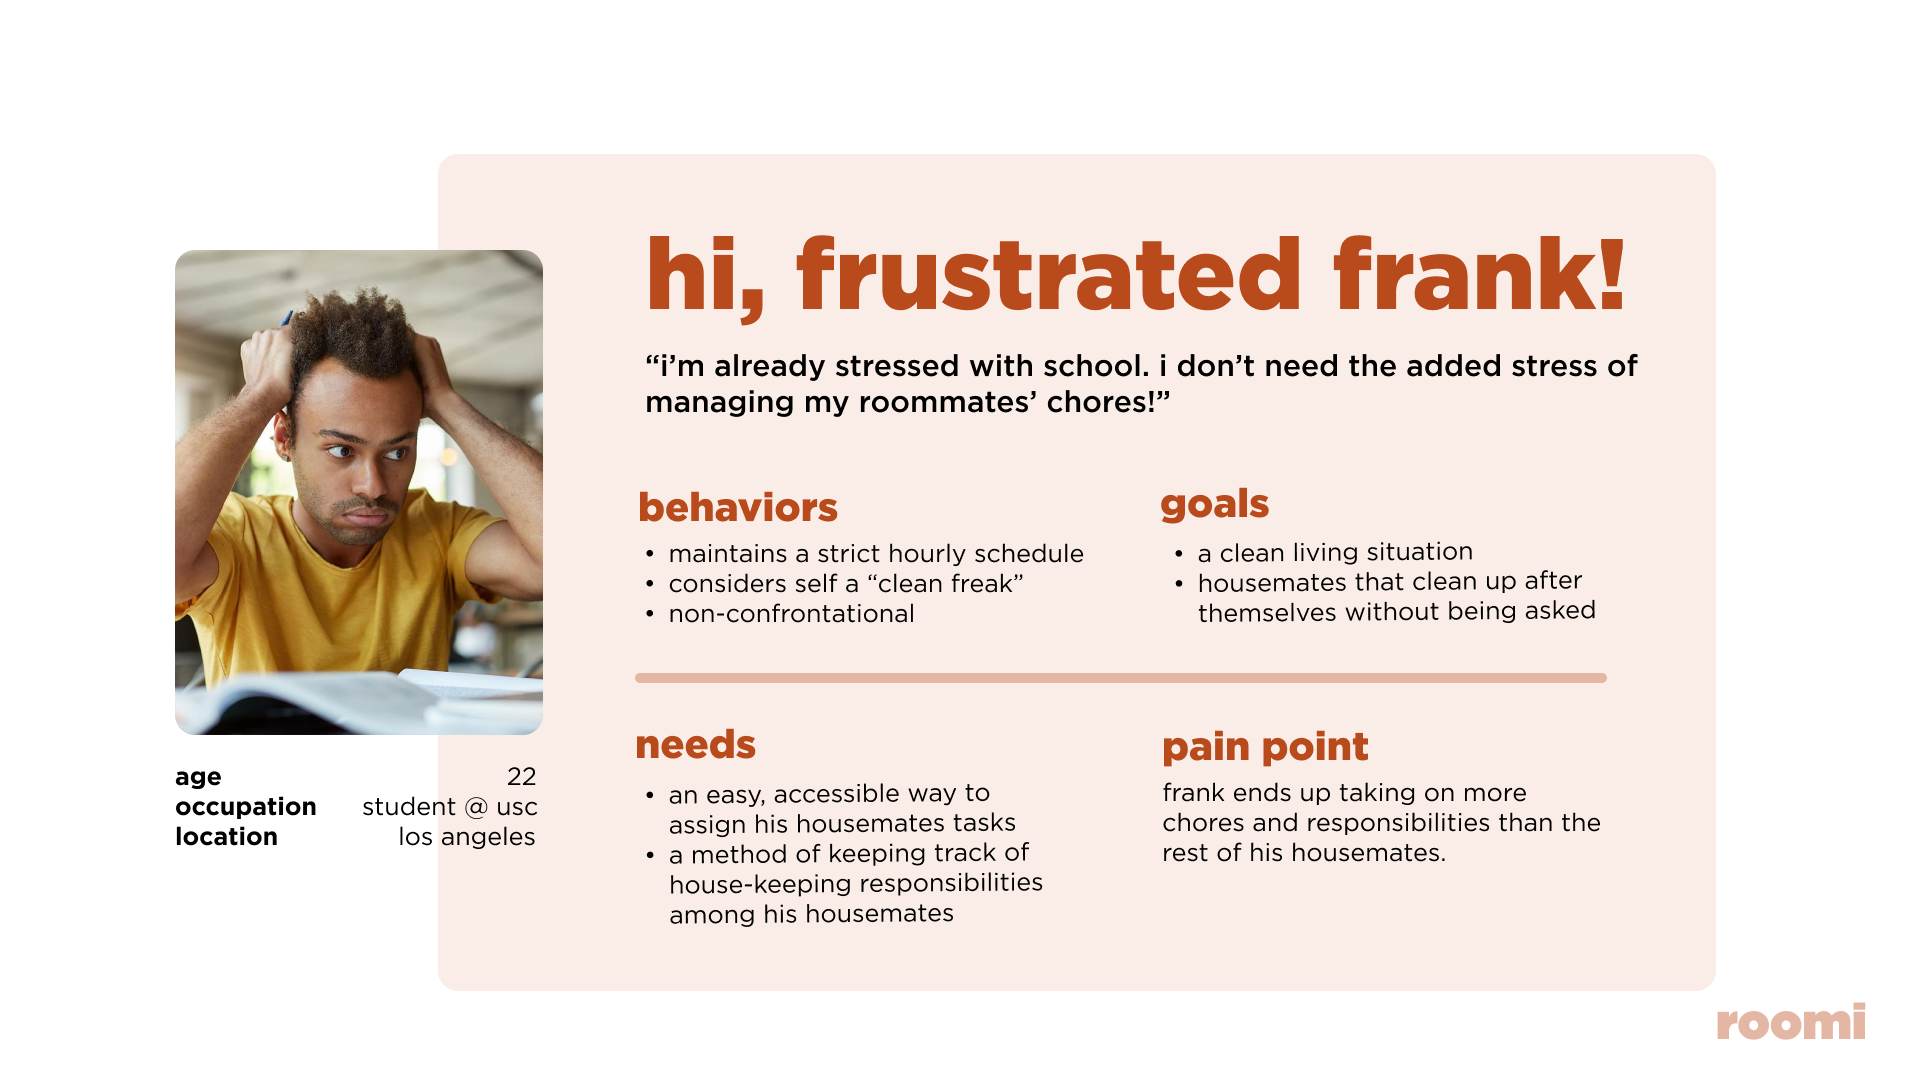 hi, frustrated frank!
“i’m already stressed with school. i don’t need the added stress of
managing my roommates’ chores!”
behaviors
• maintains a strict hourly schedule
• considers self a “clean freak”
• non-confrontational
goals
• a clean living situation
• housemates that clean up after
themselves without being asked
needs
• an easy, accessible way to
assign his housemates tasks
• a method of keeping track of
house-keeping responsibilities
among his housemates
pain point
frank ends up taking on more
chores and responsibilities than the
rest of his housemates.
age 22
occupation student @ usc
location los angeles
roomi